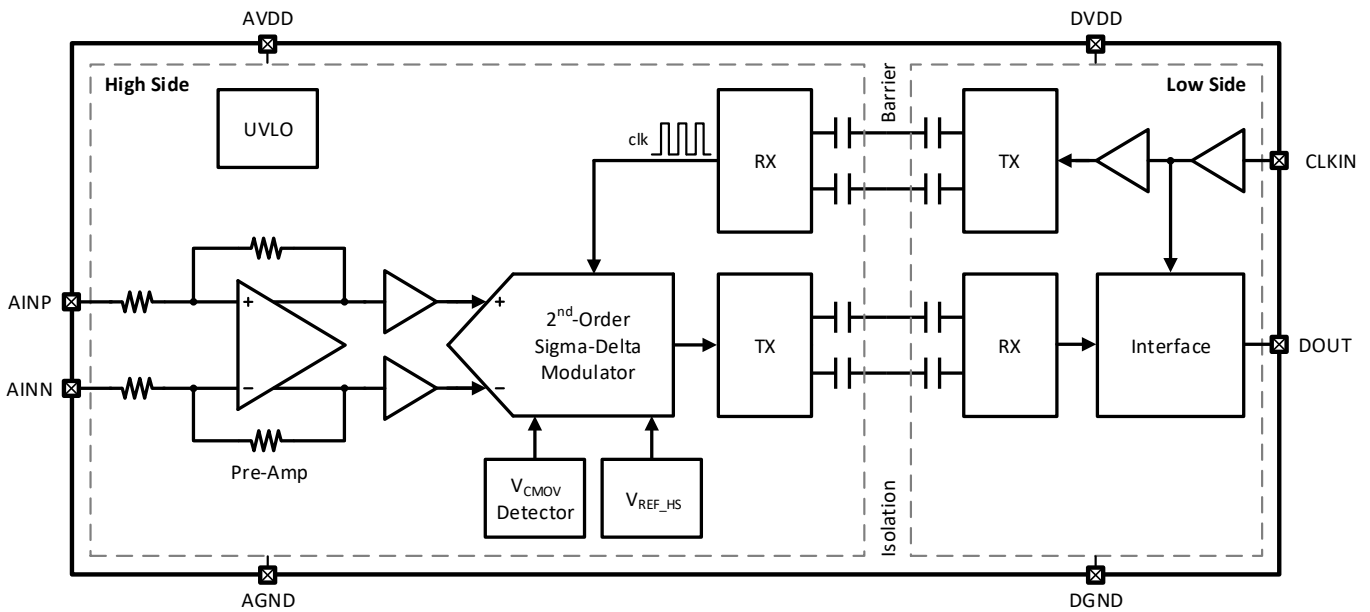 AVDD
DVDD
High Side
Barrier
Low Side
UVLO
clk
RX
TX
CLKIN
AINP
+
+
2nd-Order
Sigma-Delta
Modulator
TX
RX
Interface
DOUT
AINN
−
−
Pre-Amp
VCMOV
Detector
VREF_HS
Isolation
AGND
DGND